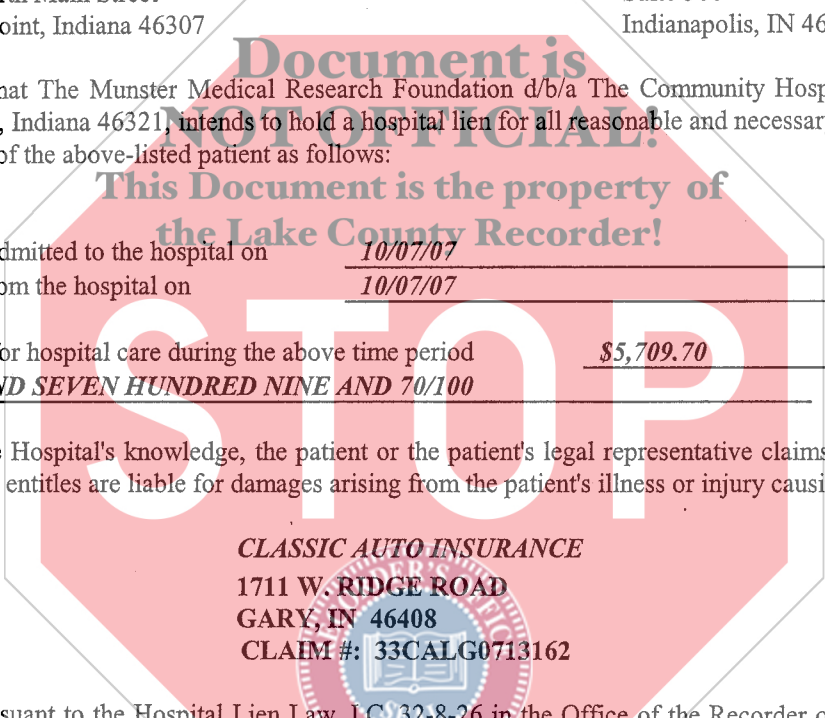 oint, Indiana 46307
Indianapolis, IN 46
Document is
hat The Munster Medical Research Foundation d/b/a The Community Hosp
NOT OFFICIAL!
, Indiana 46321, intends to hold a hospital lien for all reasonable and necessar
of the above-listed patient as follows:
This Document is the property of
the Lake County Recorder!
dmitted to the hospital on 10/07/07
om the hospital on 10/07/07
STOP
or hospital care during the above time period $5,709.70
ND SEVEN HUNDRED NINE AND 70/100
e Hospital's knowledge, the patient or the patient's legal representative claims
entities are liable for damages arising from the patient's illness or injury causi
CLASSIC AUTO INSURANCE
1711 W. RIDGE ROAD
GARY, IN 46408
CLAIM #: 33CALG0713162
RECORDER'S OFFICE
suant to the Hospital Lien Law, I.C. 32-8-26 in the Office of the Recorder o